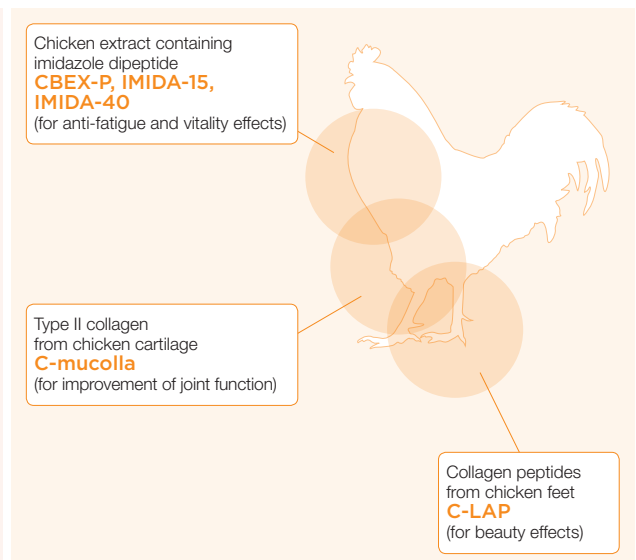 Chicken extract containing
imidazole dipeptide
CBEX-P, IMIDA-15,
IMIDA-40
(for anti-fatigue and vitality effects)
Type II collagen
from chicken cartilage
C-mucolla
(for improvement of joint function)
Collagen peptides
from chicken feet
C-LAP
(for beauty effects)